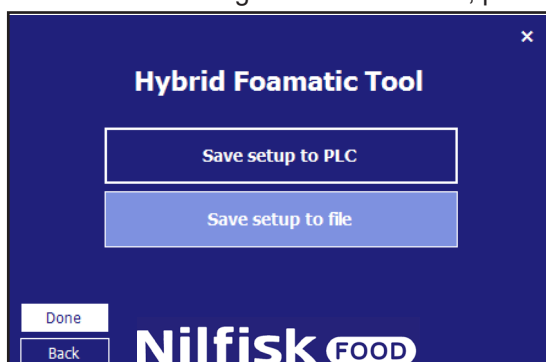 ×
Hybrid Foamatic Tool
Save setup to PLC
Save setup to file
Done
Back
Nilfisk FOOD